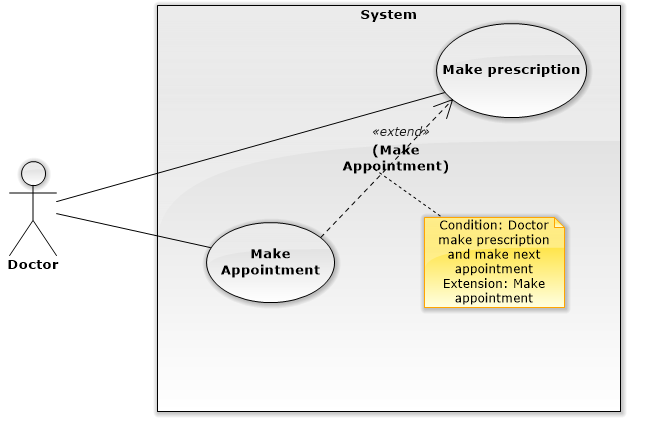 System
Make prescription
«extend»
(Make
Appointment)
Doctor
Make
Appointment
Condition: Doctor
make prescription
and make next
appointment
Extension: Make
appointment